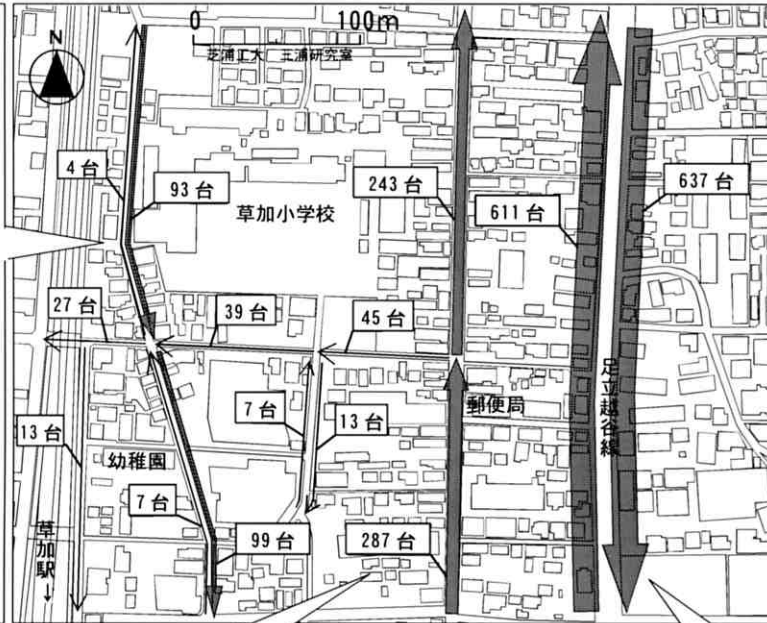 N
0 100m
芝浦工大 三浦研究室
4台
93台
草加小学校
243台
611台
637台
27台
39台
45台
足立越谷線
7台
13台
郵便局
13台
幼稚園
7台
99台
287台
草加駅↓